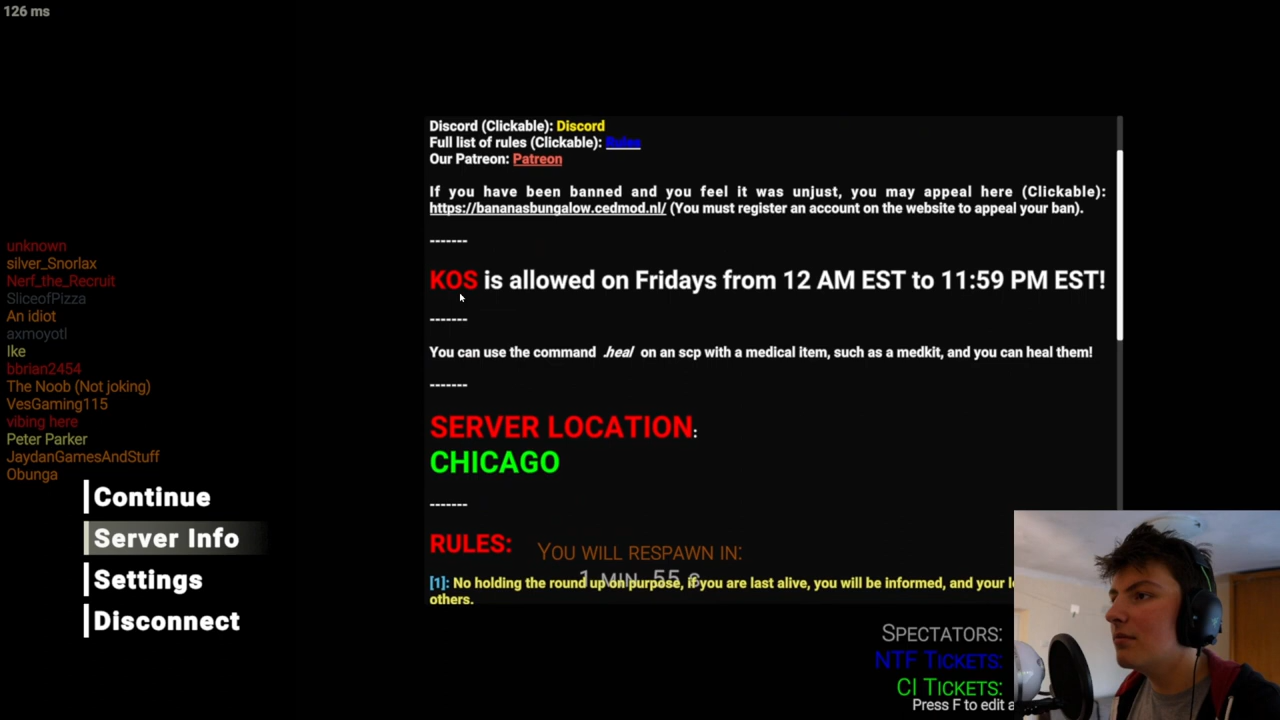 126 ms
Discord (Clickable): Discord
Full list of rules (Clickable): Rules
Our Patreon: Patreon
If you have been banned and you feel it was unjust, you may appeal here (Clickable):
https://bananasbungalow.cedmod.nl/ (You must register an account on the website to appeal your ban).
-------
KOS is allowed on Fridays from 12 AM EST to 11:59 PM EST!
-------
You can use the command .heal on an scp with a medical item, such as a medkit, and you can heal them!
-------
SERVER LOCATION:
CHICAGO
-------
RULES:
[1]: No holding the round up on purpose, if you are last alive, you will be informed, and your
others.
unknown
silver_Snorlax
Nerf_the_Recruit
SliceofPizza
An idiot
axmoyotl
Ike
bbrian2454
The Noob (Not joking)
VesGaming115
vibing here
Peter Parker
JaydanGamesAndStuff
Obunga
Continue
Server Info
Settings
Disconnect
YOU WILL RESPAWN IN:
1 MIN. 55 S
SPECTATORS:
NTF TICKETS:
CI TICKETS:
Press F to edit